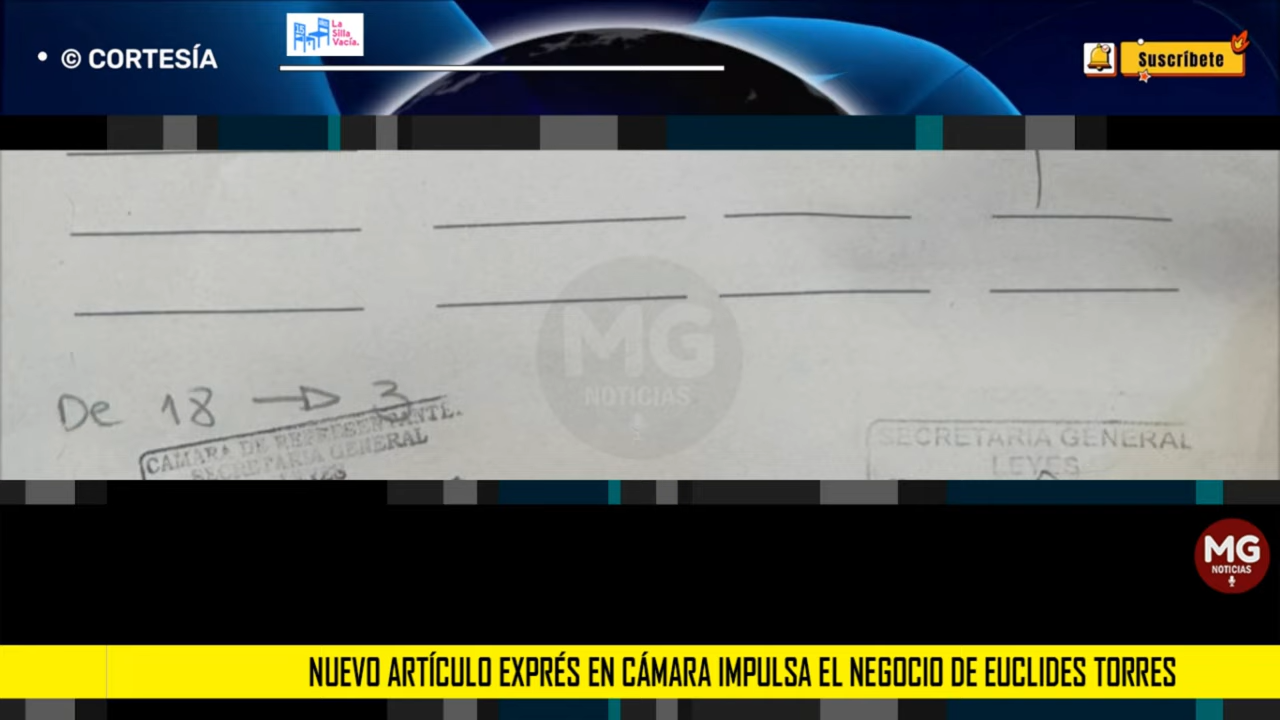 • © CORTESÍA
La
Silla
Vacía.
Suscríbete
MG
NOTICIAS
De 18 → 3
CAMARA DE REPRESENTANTE.
SECRETARIA GENERAL
SECRETARIA GENERAL
LEYES
MG
NOTICIAS
NUEVO ARTÍCULO EXPRÉS EN CÁMARA IMPULSA EL NEGOCIO DE EUCLIDES TORRES